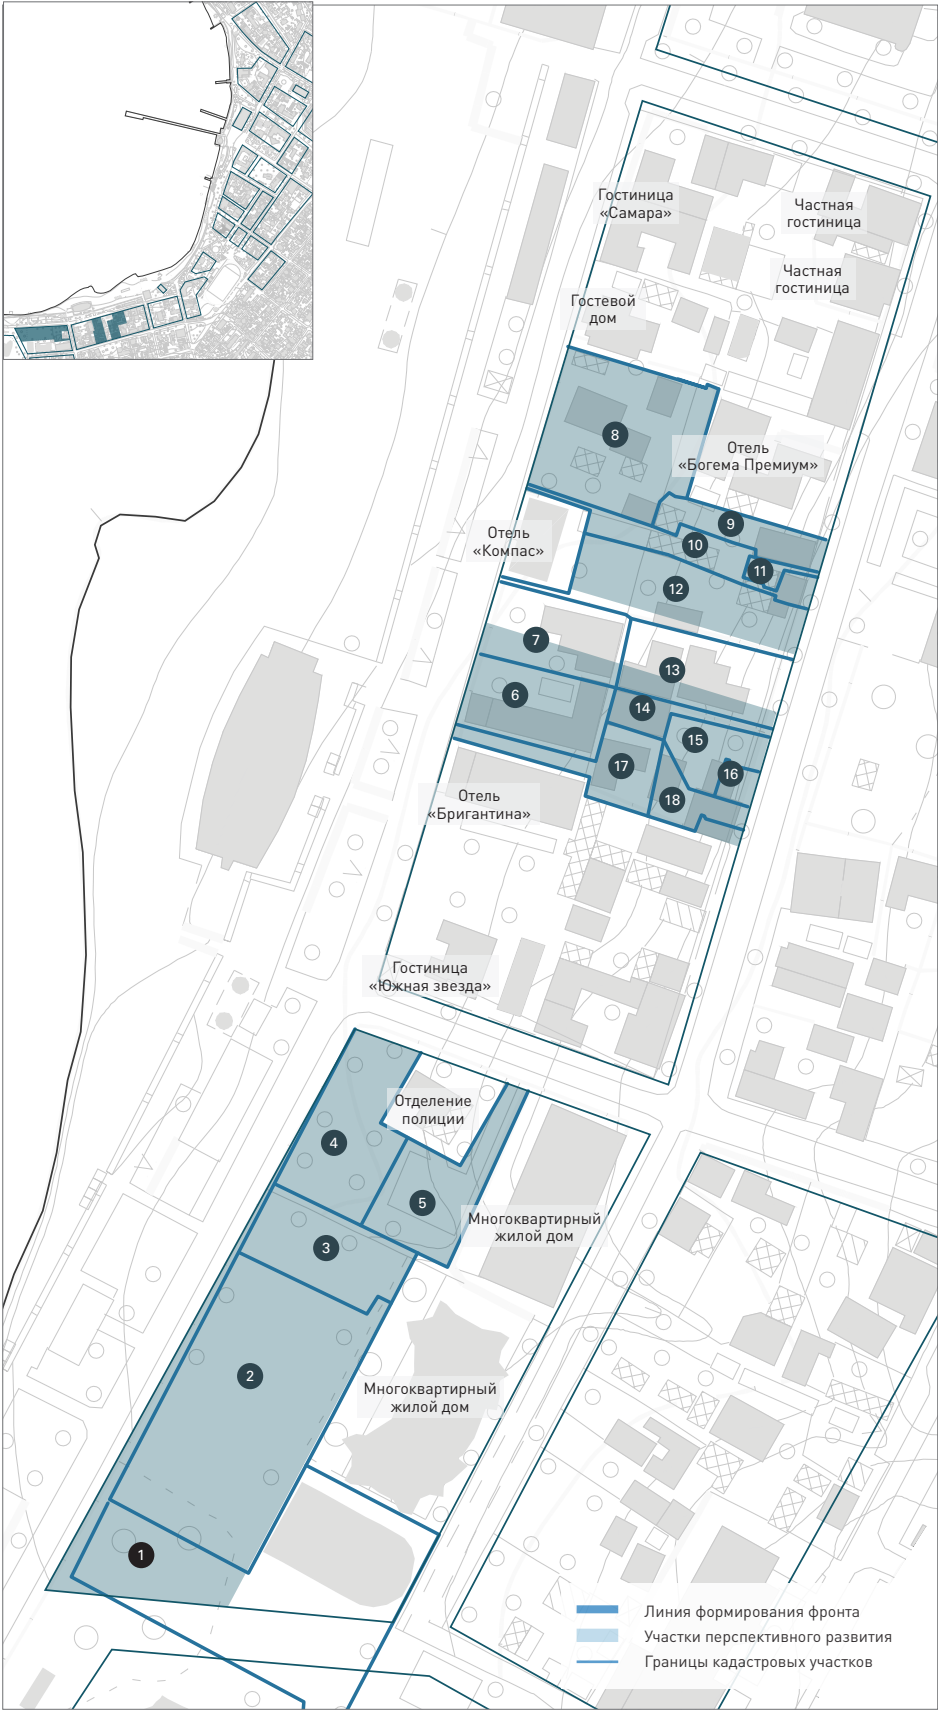 Гостиница
«Самара»
Частная
гостиница
Частная
гостиница
Гостевой
дом
8
Отель
«Богема Премиум»
9
Отель
«Компас»
10
11
12
7
13
6
14
15
17
16
18
Отель
«Бригантина»
Гостиница
«Южная звезда»
Отделение
полиции
4
5
Многоквартирный
жилой дом
3
2
Многоквартирный
жилой дом
1
Линия формирования фронта
Участки перспективного развития
Границы кадастровых участков